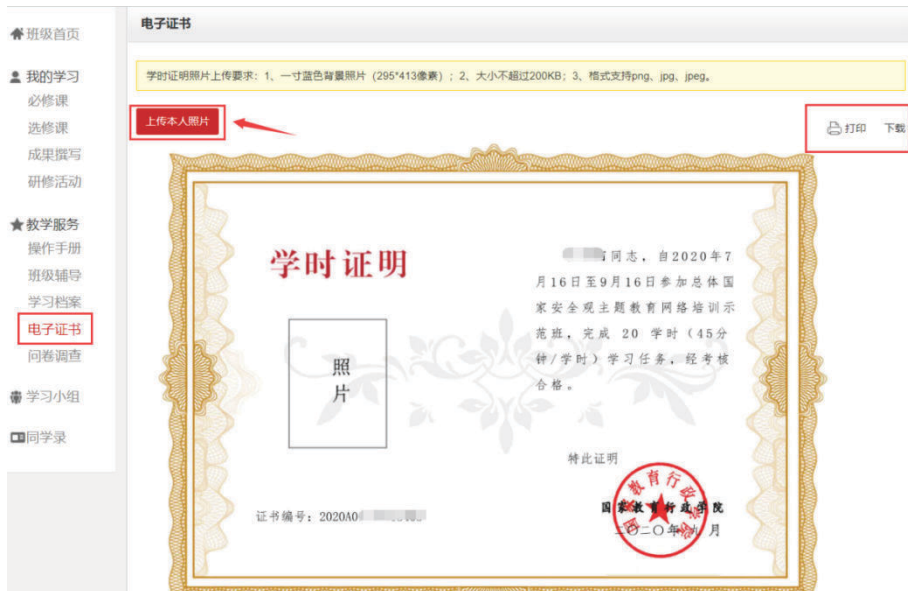 班级首页
我的学习
必修课
选修课
成果撰写
研修活动
教学服务
操作手册
班级辅导
学习档案
电子证书
问卷调查
学习小组
同学录
电子证书
学时证明照片上传要求：1、一寸蓝色背景照片（295*413像素）；2、大小不超过200KB；3、格式支持png、jpg、jpeg。
上传本人照片
打印 下载
学时证明
照
片
证书编号：2020A0
同志，自2020年7
月16日至9月16日参加总体国
家安全观主题教育网络培训示
范班，完成 20 学时（45分
钟/学时）学习任务，经考核
合格。
特此证明
国家教育行政学院
二〇二〇年九月
国家教育行政学院